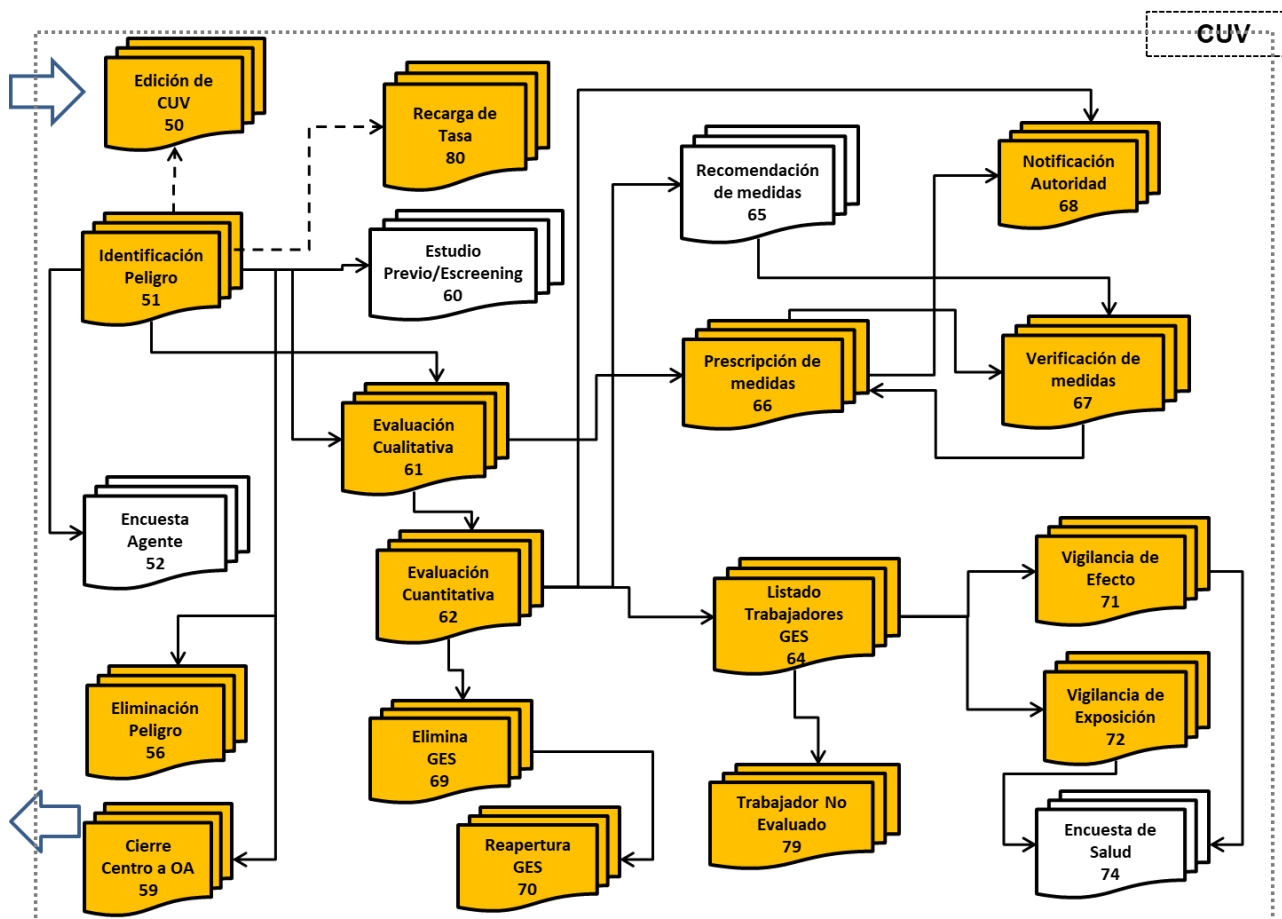 CUV
Edición de
CUV
50
Recarga de
Tasa
80
Recomendación
de medidas
65
Notificación
Autoridad
68
Identificación
Peligro
51
Estudio
Previo/Escreening
60
Prescripción de
medidas
66
Verificación de
medidas
67
Evaluación
Cualitativa
61
Encuesta
Agente
52
Evaluación
Cuantitativa
62
Listado
Trabajadores
GES
64
Vigilancia de
Efecto
71
Eliminación
Peligro
56
Elimina
GES
69
Vigilancia de
Exposición
72
Cierre
Centro a OA
59
Reapertura
GES
70
Trabajador No
Evaluado
79
Encuesta de
Salud
74